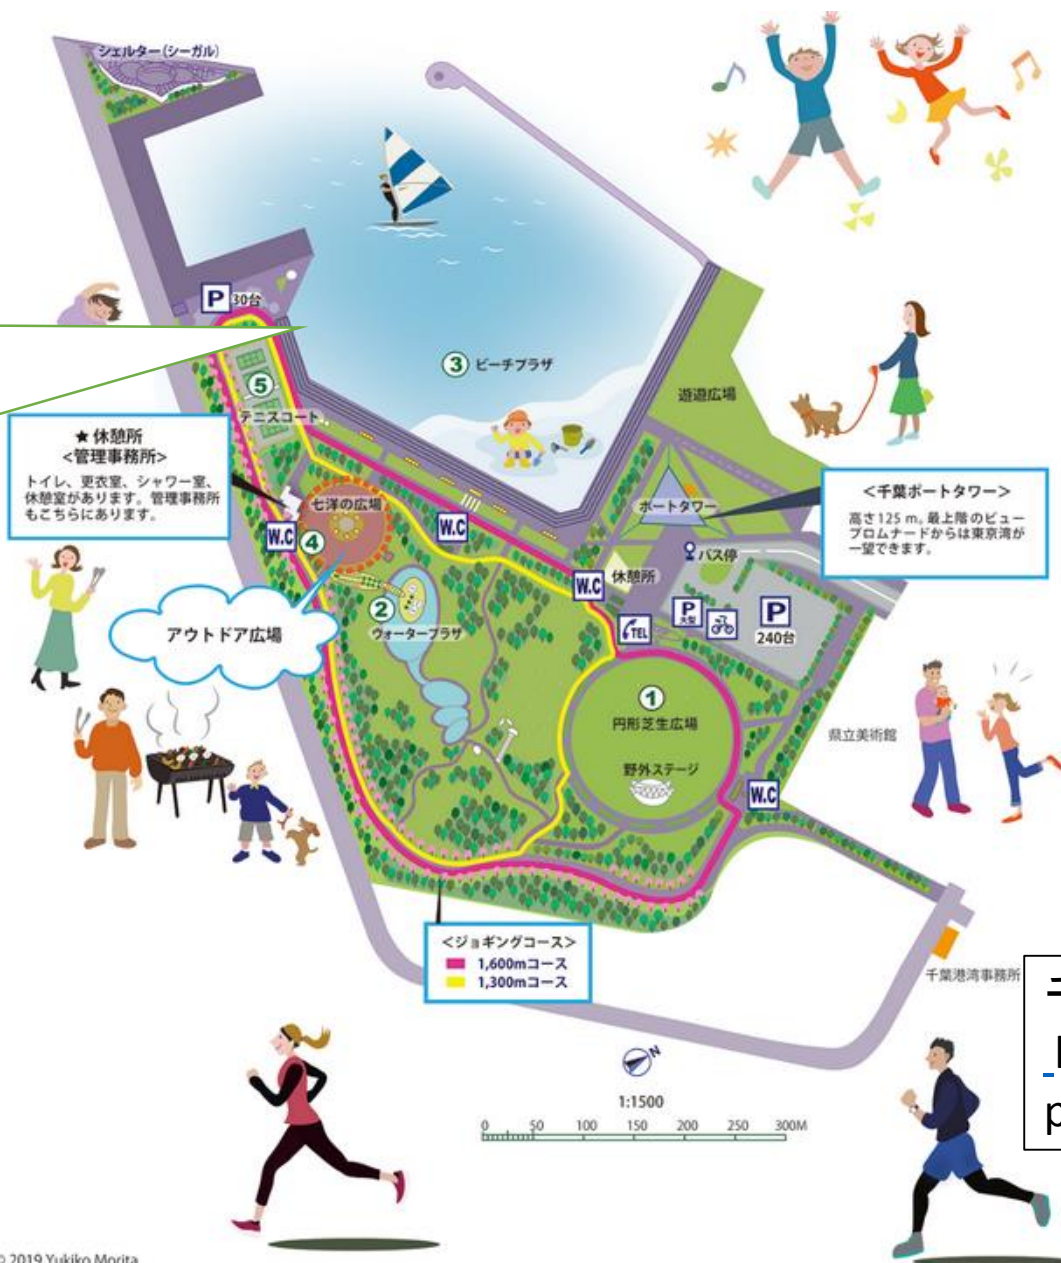 シェルター(シーガル)
P 30台
③ ビーチプラザ
遊遊広場
⑤
テニスコート
★ 休憩所
<管理事務所>
トイレ、更衣室、シャワー室、
休憩室があります。管理事務所
もこちらにあります。
七洋の広場
W.C
W.C
④
ポートタワー
<千葉ポートタワー>
高さ125 m。最上階のビュー
プロムナードからは東京湾が
一望できます。
バス停
W.C
休憩所
②
ウォータープラザ
アウトドア広場
TEL
P
大型
P
240台
①
円形芝生広場
野外ステージ
県立美術館
W.C
<ジョギングコース>
1,600mコース
1,300mコース
千葉港湾事務所
N
1:1500
0 50 100 150 200 250 300M
© 2019 Yukiko Morita